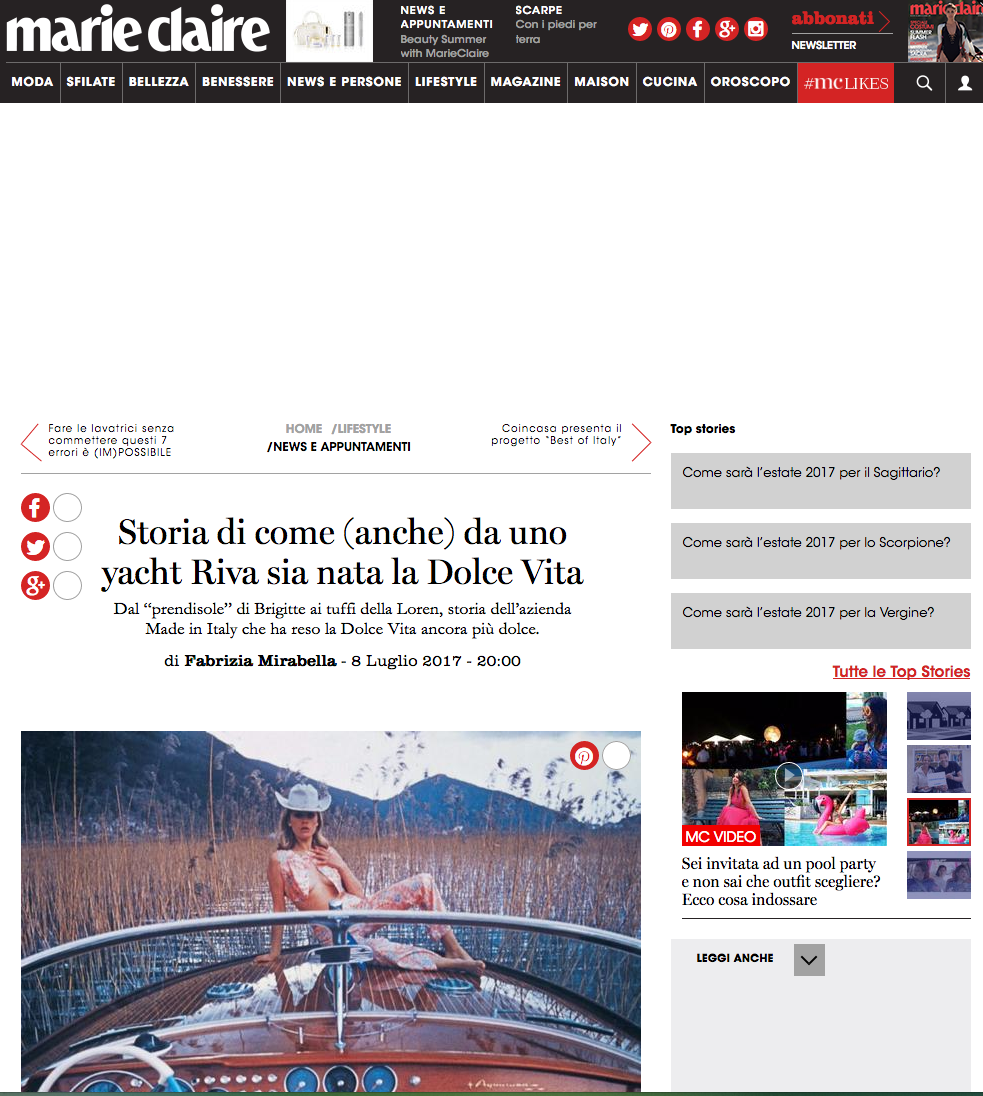 marie claire
NEWS E
APPUNTAMENTI
Beauty Summer
with MarieClaire
SCARPE
Con i piedi per
terra
abbonati
NEWSLETTER
marie claire
MODA
SFILATE
BELLEZZA
BENESSERE
NEWS E PERSONE
LIFESTYLE
MAGAZINE
MAISON
CUCINA
OROSCOPO
#mcLIKES
Fare le lavatrici senza
commettere questi 7
errori è (IM)POSSIBILE
HOME /LIFESTYLE
/NEWS E APPUNTAMENTI
Coincasa presenta il
progetto “Best of Italy”
Storia di come (anche) da uno
yacht Riva sia nata la Dolce Vita
Dal “prendisole” di Brigitte ai tuffi della Loren, storia dell’azienda
Made in Italy che ha reso la Dolce Vita ancora più dolce.
di Fabrizia Mirabella - 8 Luglio 2017 - 20:00
Top stories
Come sarà l’estate 2017 per il Sagittario?
Come sarà l’estate 2017 per lo Scorpione?
Come sarà l’estate 2017 per la Vergine?
Tutte le Top Stories
MC VIDEO
Sei invitata ad un pool party
e non sai che outfit scegliere?
Ecco cosa indossare
LEGGI ANCHE
Aquarama